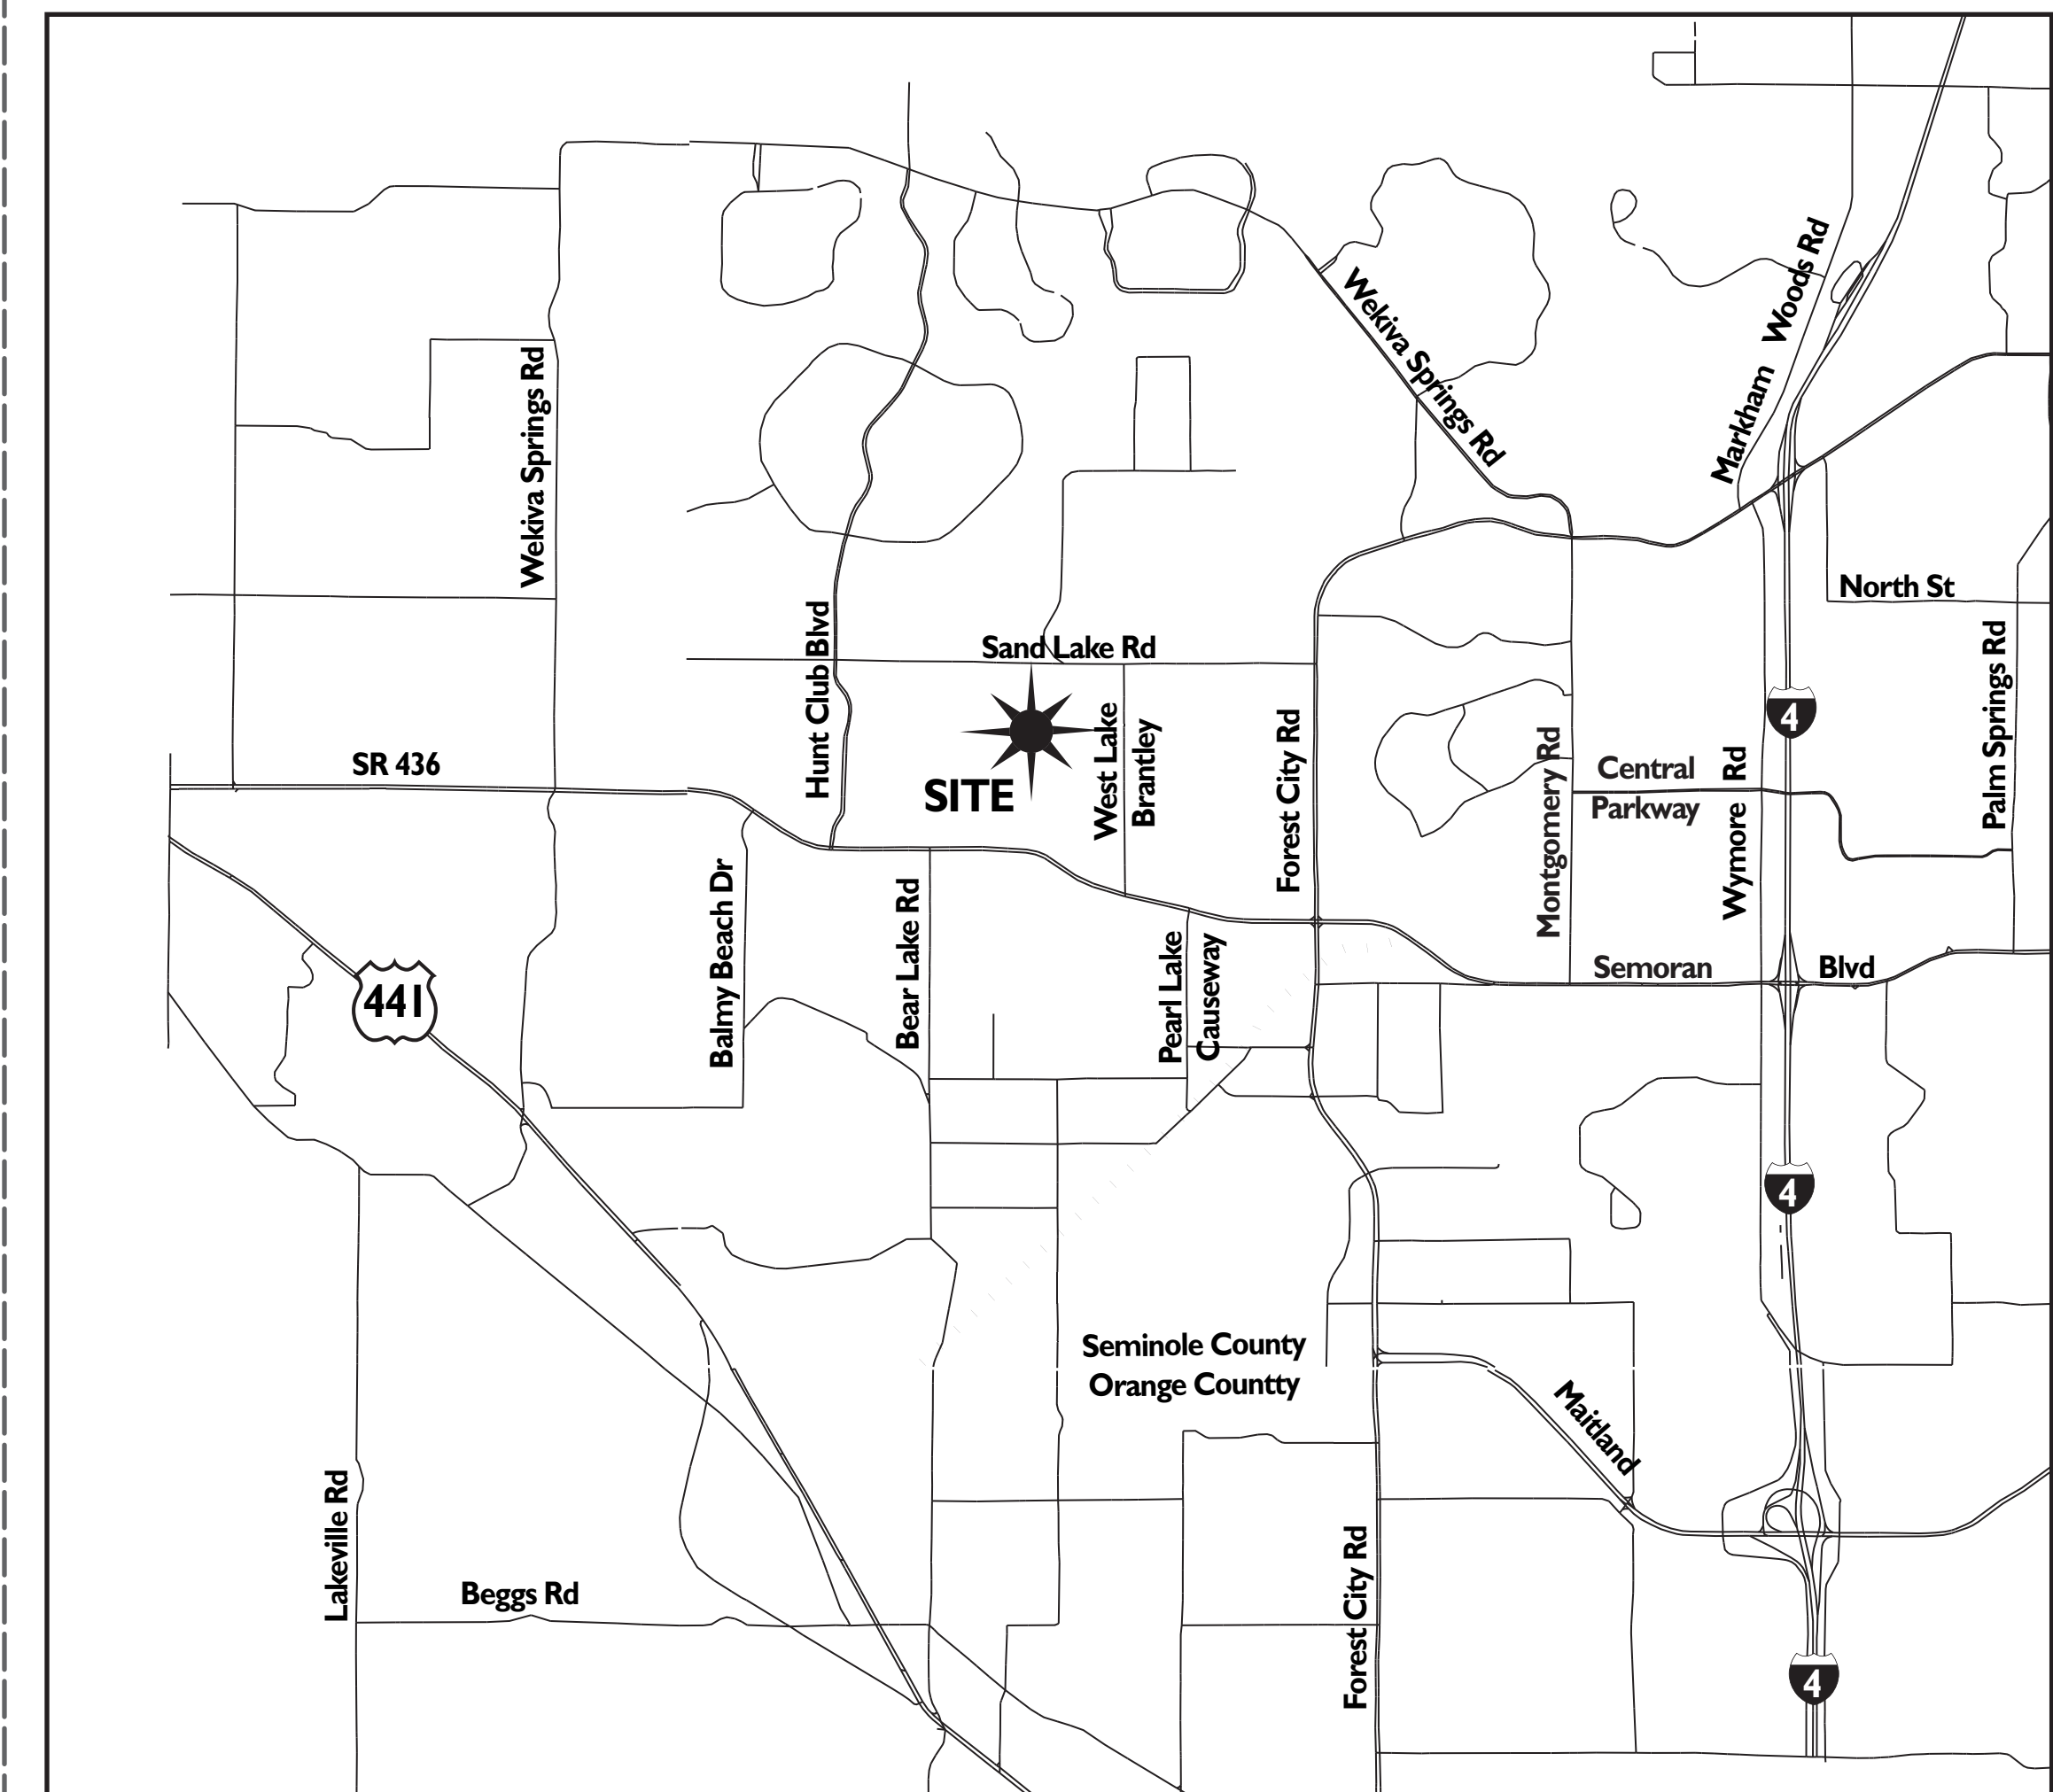 Markham Woods Rd
Wekiva Springs Rd
Wekiva Springs Rd
North St
Hunt Club Blvd
Sand Lake Rd
Palm Springs Rd
4
SR 436
SITE
West Lake
Brantley
Forest City Rd
Montgomery Rd
Central
Parkway
Wymore Rd
Balmy Beach Dr
Bear Lake Rd
Pearl Lake
Causeway
Semoran Blvd
441
4
Seminole County
Orange Countty
Maitland
Lakeville Rd
Beggs Rd
Forest City Rd
4